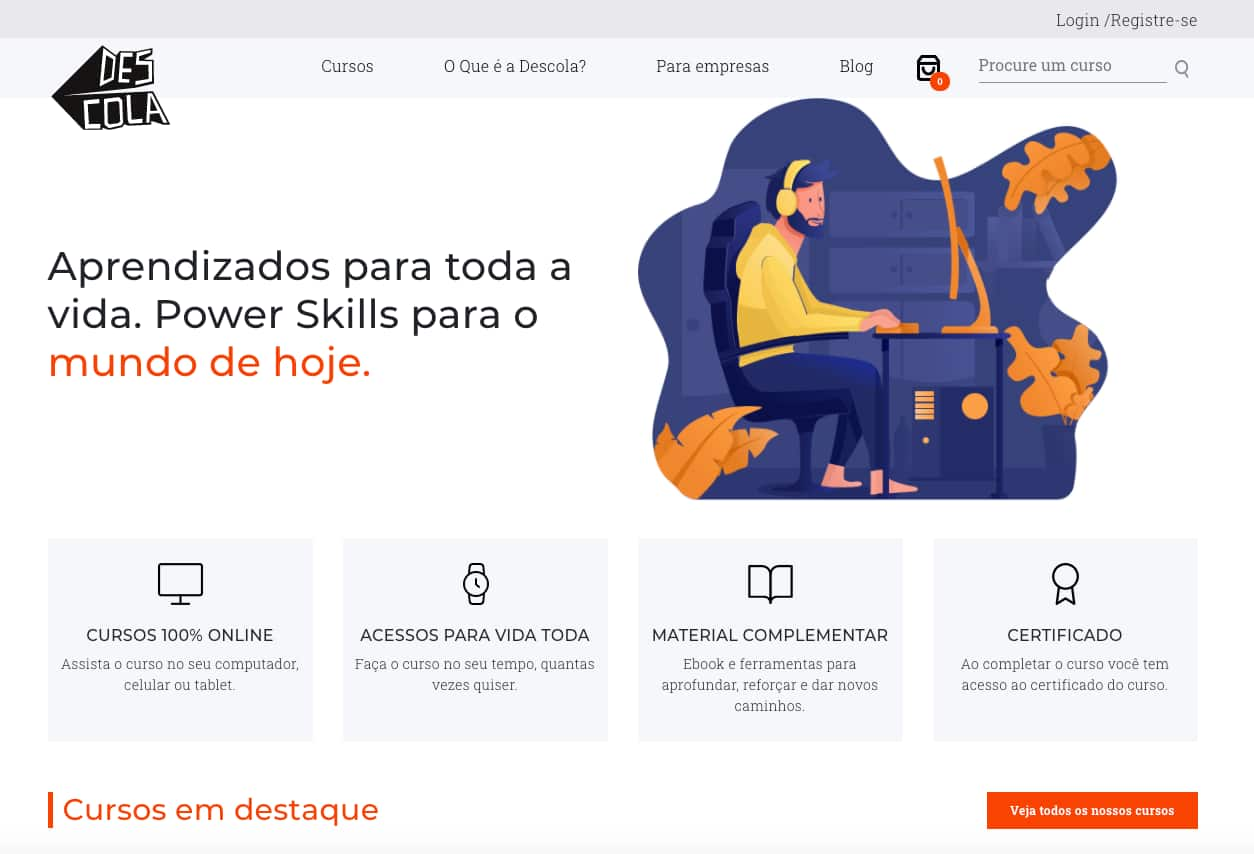 Login /Registre-se
DES
COLA
Cursos
O Que é a Descola?
Para empresas
Blog
0
Procure um curso
Aprendizados para toda a
vida. Power Skills para o
mundo de hoje.
CURSOS 100% ONLINE
Assista o curso no seu computador,
celular ou tablet.
ACESSOS PARA VIDA TODA
Faça o curso no seu tempo, quantas
vezes quiser.
MATERIAL COMPLEMENTAR
Ebook e ferramentas para
aprofundar, reforçar e dar novos
caminhos.
CERTIFICADO
Ao completar o curso você tem
acesso ao certificado do curso.
Cursos em destaque
Veja todos os nossos cursos